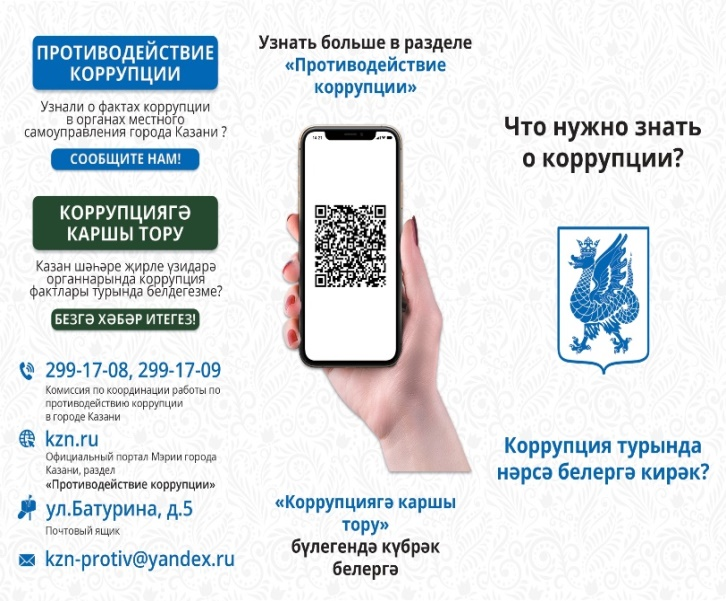 ПРОТИВОДЕЙСТВИЕ
КОРРУПЦИИ
Узнали о фактах коррупции
в органах местного
самоуправления города Казани ?
СООБЩИТЕ НАМ!
КОРРУПЦИЯГӘ
КАРШЫ ТОРУ
Казан шәһәре җирле үзидарә
органнарында коррупция
фактлары турында белдегезме?
БЕЗГӘ ХӘБӘР ИТЕГЕЗ!
299-17-08, 299-17-09
Комиссия по координации работы по
противодействию коррупции
в городе Казани
kzn.ru
Официальный портал Мэрии города
Казани, раздел
«Противодействие коррупции»
ул.Батурина, д.5
Почтовый ящик
kzn-protiv@yandex.ru
Узнать больше в разделе
«Противодействие
коррупции»
«Коррупциягә каршы
тору»
бүлегендә күбрәк
белергә
Что нужно знать
о коррупции?
Коррупция турында
нәрсә белергә кирәк?